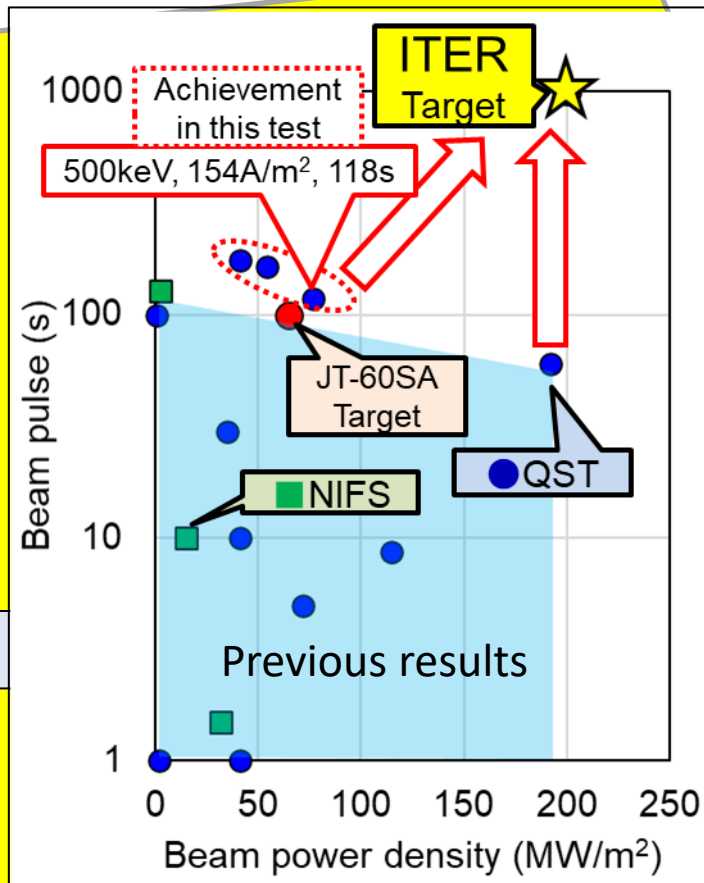 ITER
Target
Achievement
in this test
500keV, 154A/m², 118s
1000
100
10
1
Beam pulse (s)
JT-60SA
Target
QST
NIFS
Previous results
0 50 100 150 200 250
Beam power density (MW/m²)